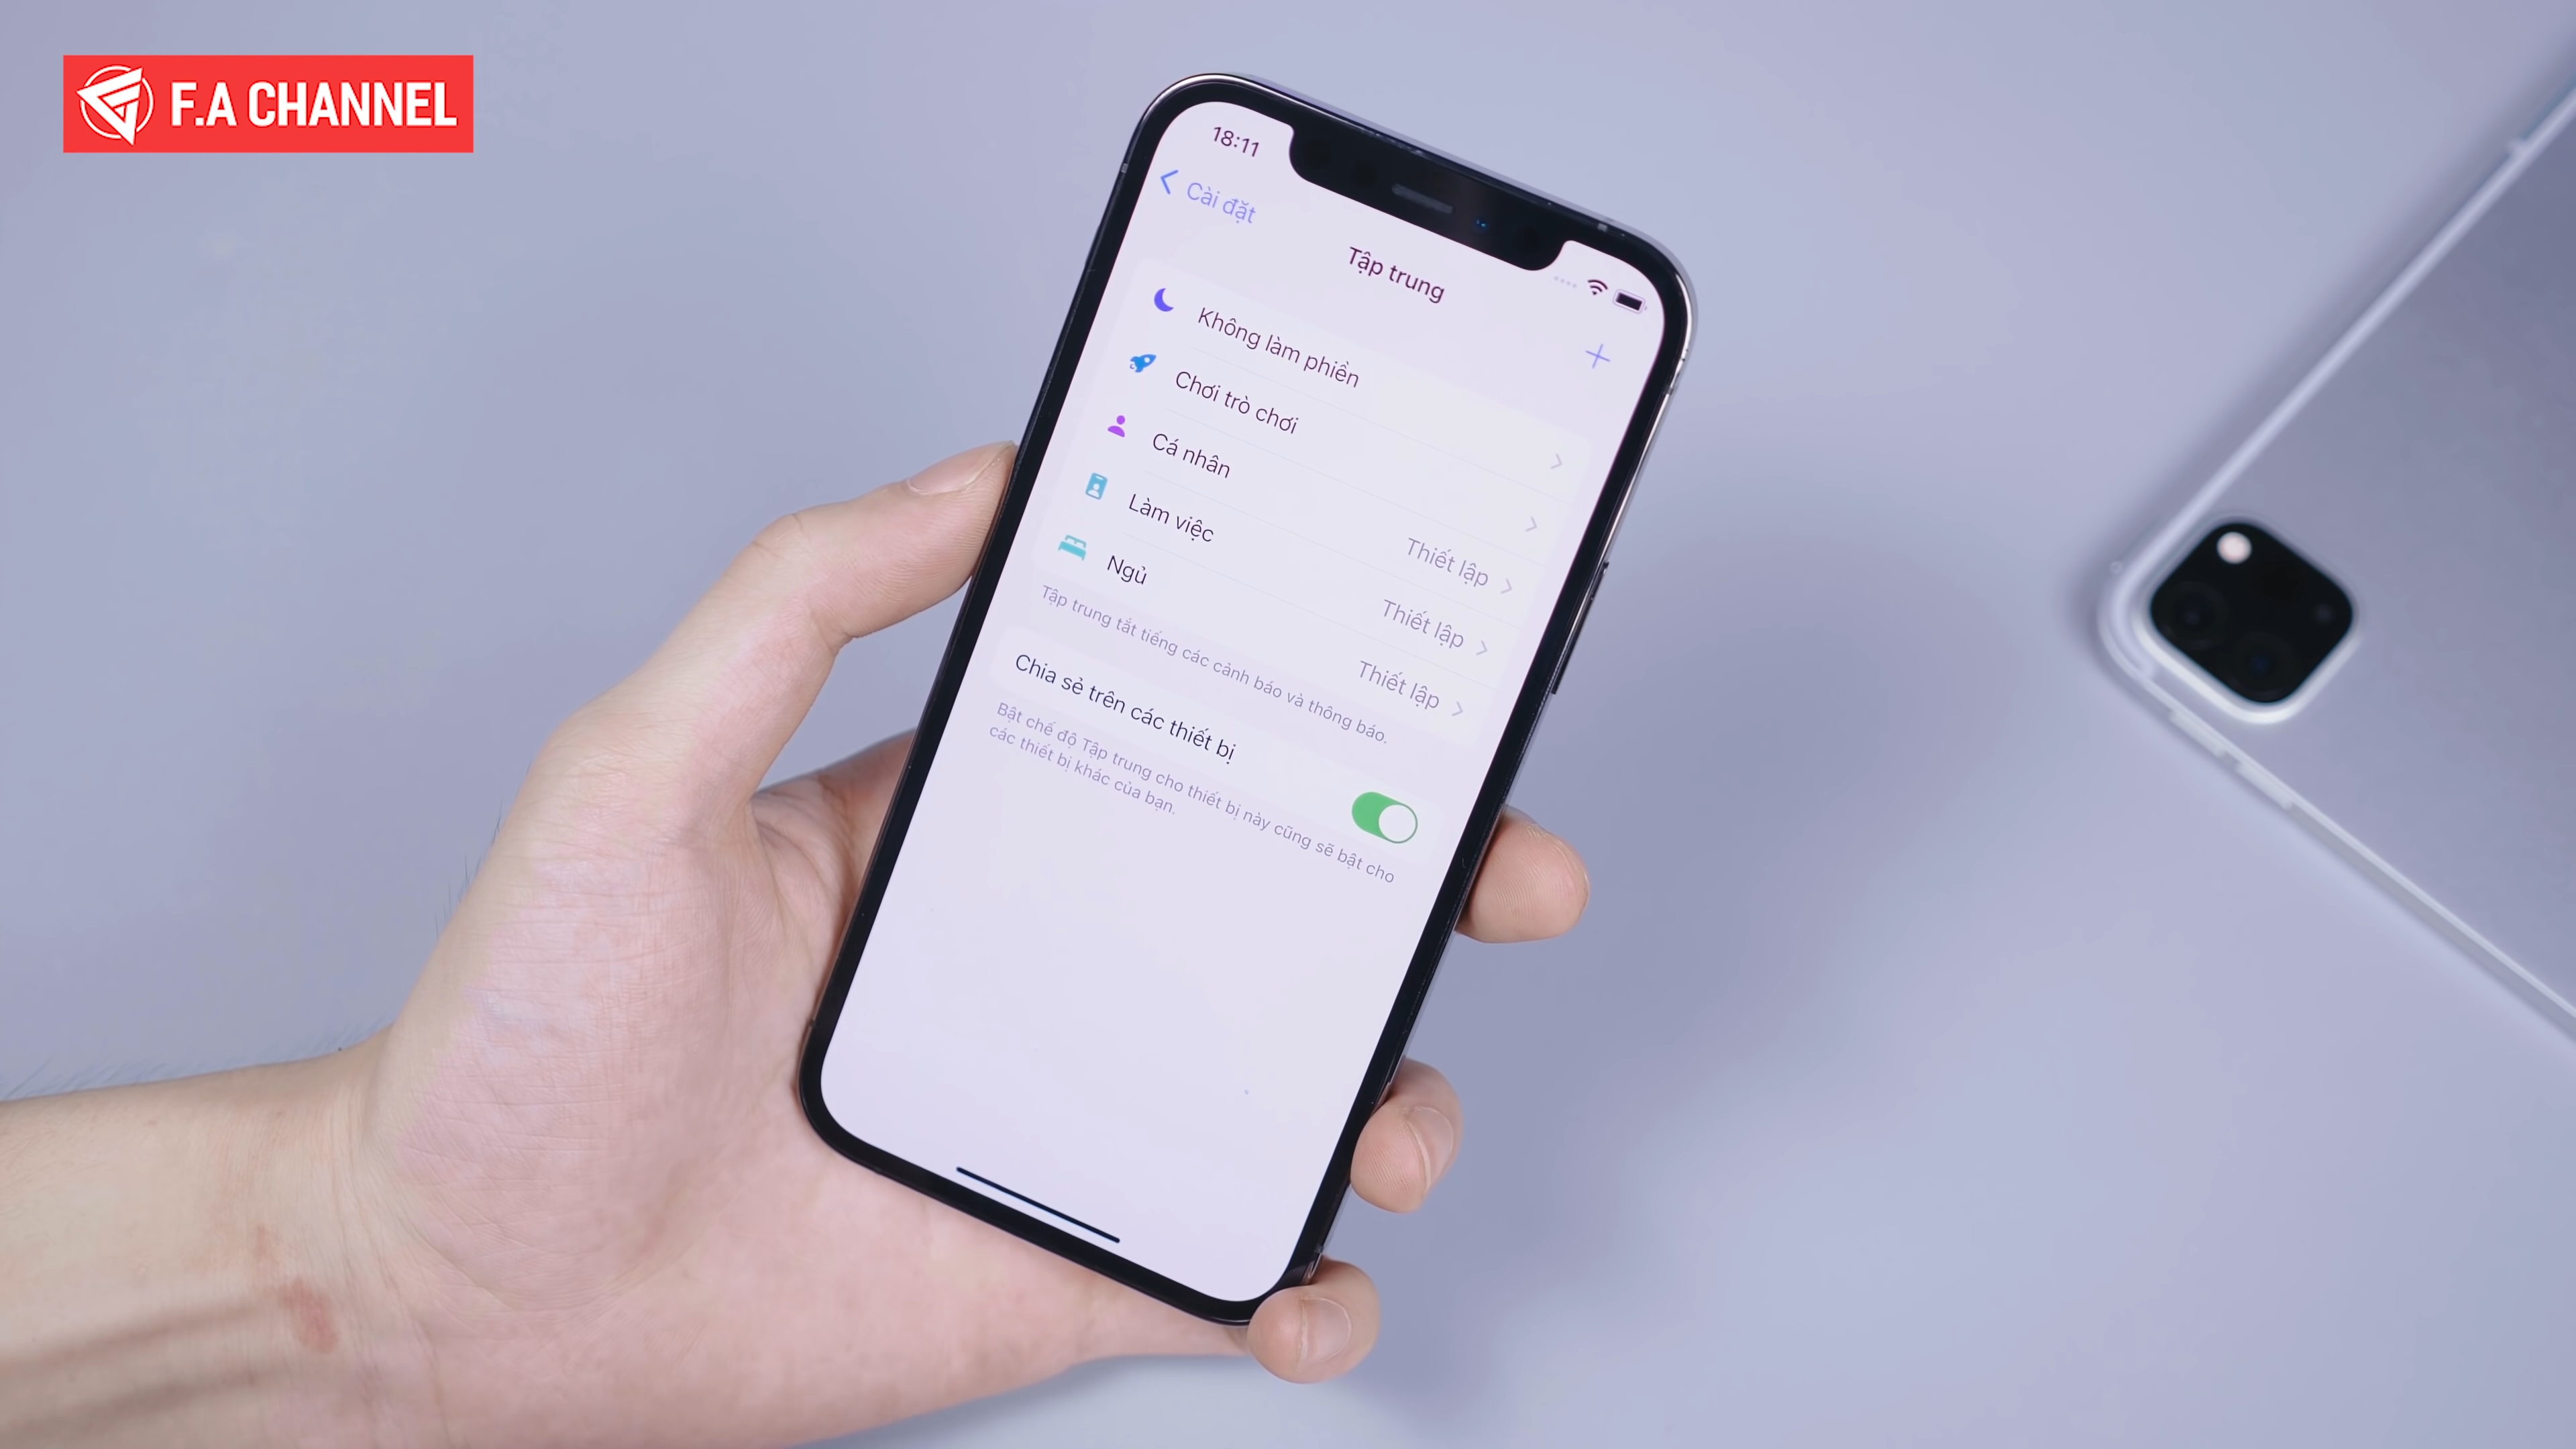 F.A CHANNEL
18:11
Cài đặt
Tập trung
Không làm phiền
Chơi trò chơi
Cá nhân
Thiết lập
Làm việc
Thiết lập
Ngủ
Thiết lập
Tập trung tắt tiếng các cảnh báo và thông báo.
Chia sẻ trên các thiết bị
Bật chế độ Tập trung cho thiết bị này cũng sẽ bật cho
các thiết bị khác của bạn.